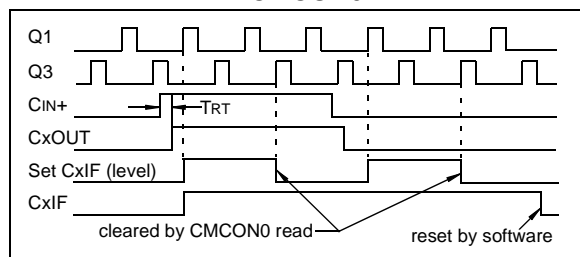 Q1
Q3
CIN+
TRT
CxOUT
Set CxIF (level)
CxIF
cleared by CMCON0 read
reset by software